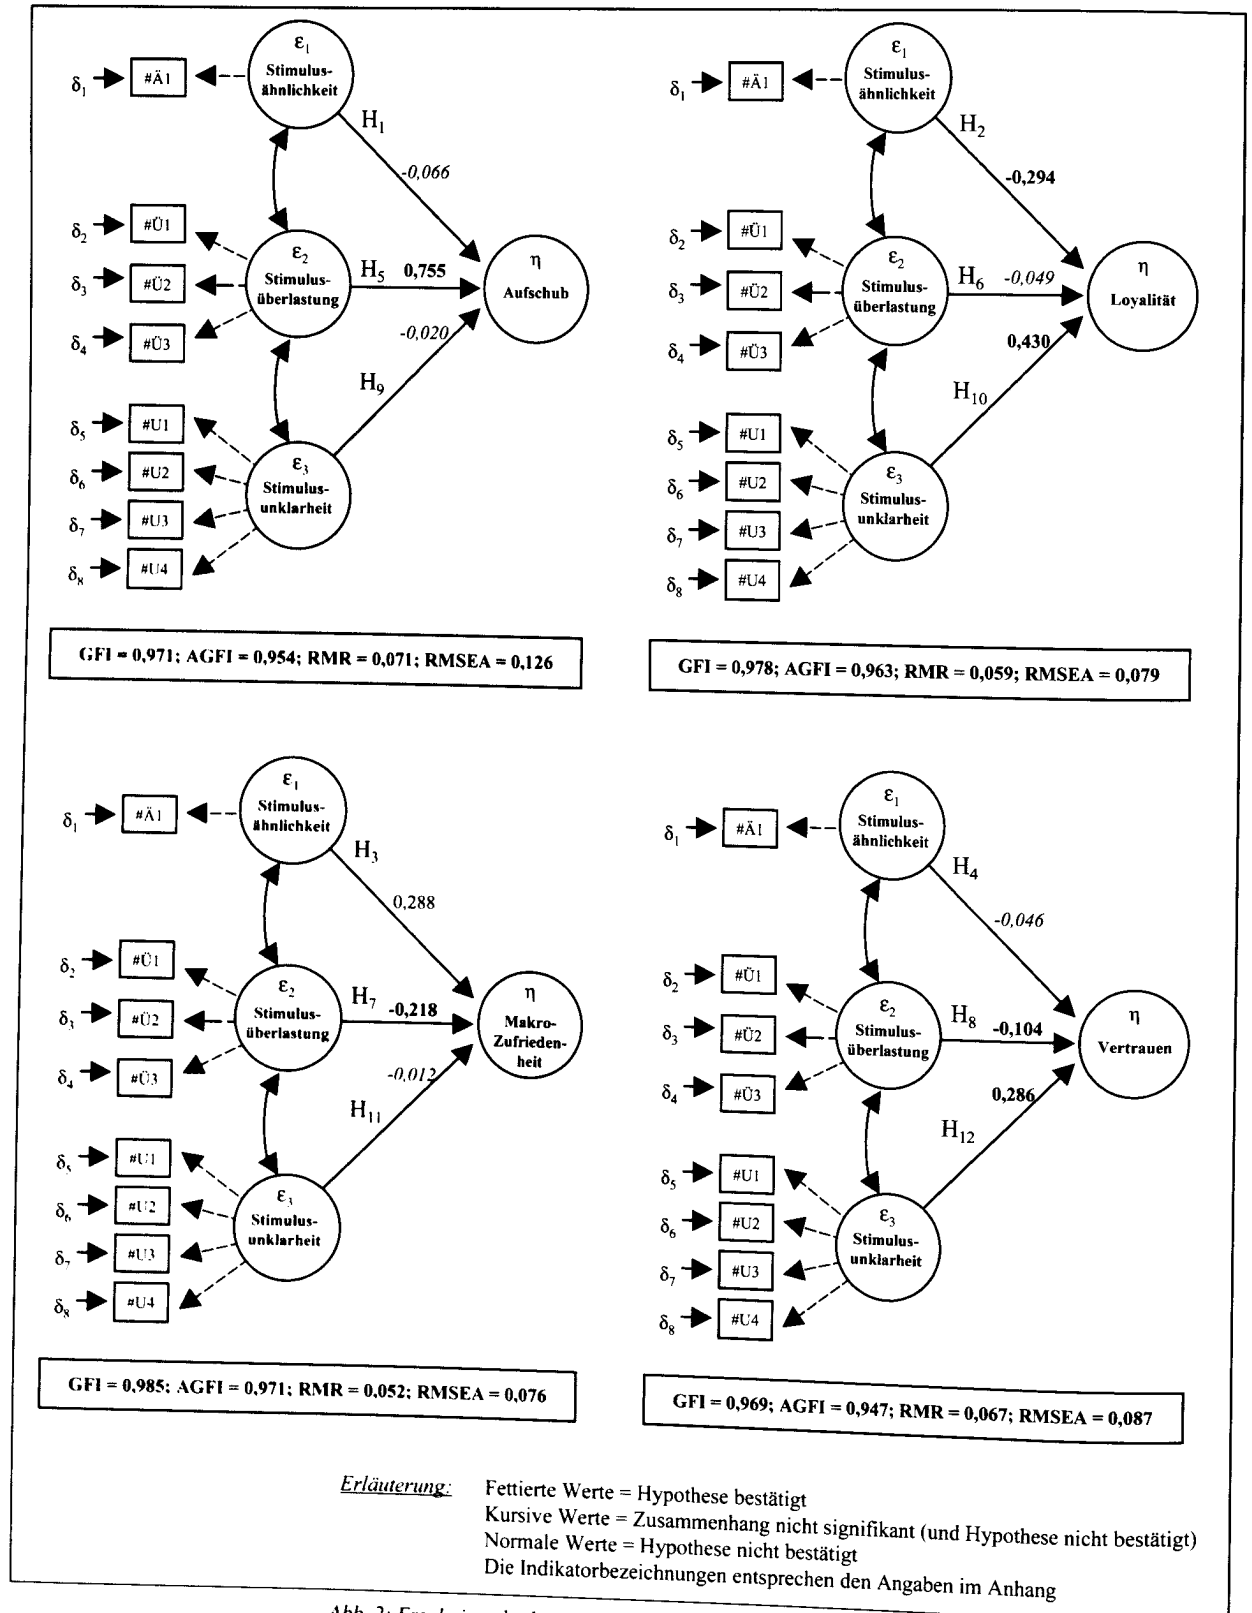 ε1
Stimulus-
ähnlichkeit
δ1 #Ä1
H1
-0,066
δ2 #Ü1
δ3 #Ü2
δ4 #Ü3
ε2
Stimulus-
überlastung
H5 0,755
η
Aufschub
-0,020
H9
δ5 #U1
δ6 #U2
δ7 #U3
δ8 #U4
ε3
Stimulus-
unklarheit
GFI = 0,971; AGFI = 0,954; RMR = 0,071; RMSEA = 0,126
ε1
Stimulus-
ähnlichkeit
δ1 #Ä1
H2
-0,294
δ2 #Ü1
δ3 #Ü2
δ4 #Ü3
ε2
Stimulus-
überlastung
H6 -0,049
η
Loyalität
0,430
H10
δ5 #U1
δ6 #U2
δ7 #U3
δ8 #U4
ε3
Stimulus-
unklarheit
GFI = 0,978; AGFI = 0,963; RMR = 0,059; RMSEA = 0,079
ε1
Stimulus-
ähnlichkeit
δ1 #Ä1
H3
0,288
δ2 #Ü1
δ3 #Ü2
δ4 #Ü3
ε2
Stimulus-
überlastung
H7 -0,218
η
Makro-
Zufrieden-
heit
-0,012
H11
δ5 #U1
δ6 #U2
δ7 #U3
δ8 #U4
ε3
Stimulus-
unklarheit
GFI = 0,985; AGFI = 0,971; RMR = 0,052; RMSEA = 0,076
ε1
Stimulus-
ähnlichkeit
δ1 #Ä1
H4
-0,046
δ2 #Ü1
δ3 #Ü2
δ4 #Ü3
ε2
Stimulus-
überlastung
H8 -0,104
η
Vertrauen
0,286
H12
δ5 #U1
δ6 #U2
δ7 #U3
δ8 #U4
ε3
Stimulus-
unklarheit
GFI = 0,969; AGFI = 0,947; RMR = 0,067; RMSEA = 0,087
Erläuterung: Fettierte Werte = Hypothese bestätigt
Kursive Werte = Zusammenhang nicht signifikant (und Hypothese nicht bestätigt)
Normale Werte = Hypothese nicht bestätigt
Die Indikatorbezeichnungen entsprechen den Angaben im Anhang
Abb. 2: